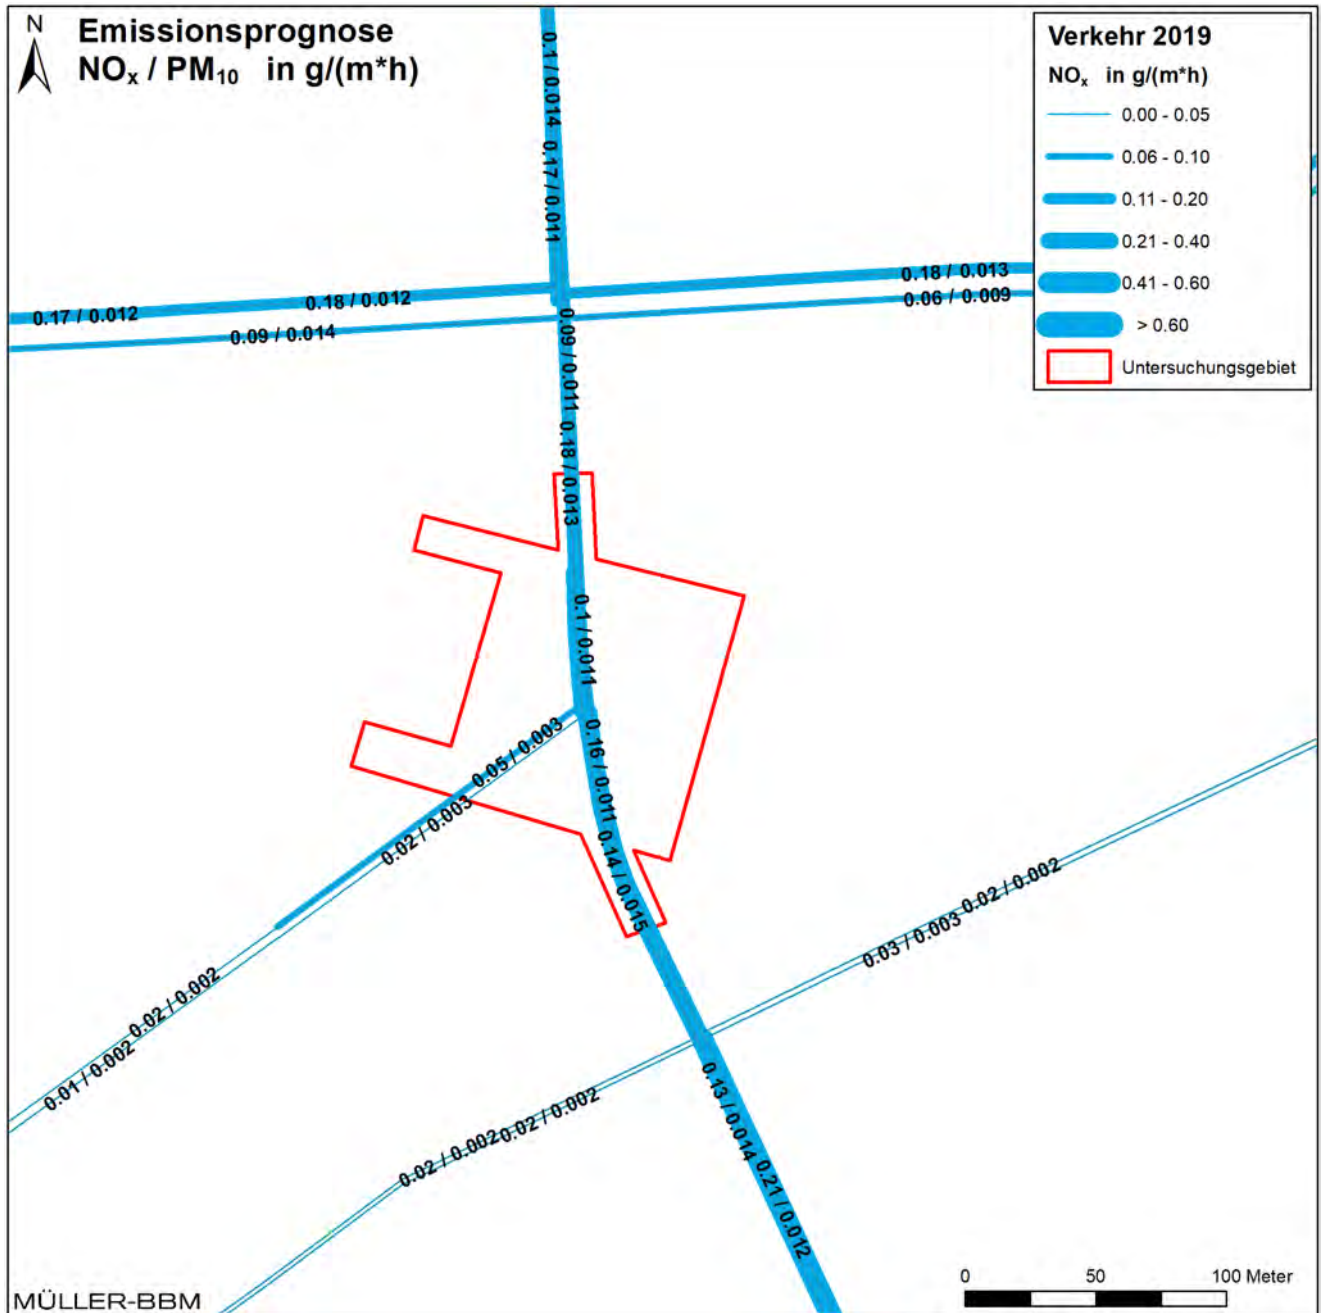 N
Emissionsprognose
NOₓ / PM₁₀ in g/(m*h)
Verkehr 2019
NOₓ in g/(m*h)
0.00 - 0.05
0.06 - 0.10
0.11 - 0.20
0.21 - 0.40
0.41 - 0.60
> 0.60
Untersuchungsgebiet
0.1 / 0.014
0.17 / 0.011
0.17 / 0.012
0.18 / 0.012
0.18 / 0.013
0.09 / 0.014
0.06 / 0.009
0.09 / 0.011
0.18 / 0.013
0.1 / 0.011
0.16 / 0.011
0.05 / 0.003
0.02 / 0.003
0.14 / 0.015
0.02 / 0.002
0.03 / 0.003
0.02 / 0.002
0.01 / 0.002
0.02 / 0.002
0.02 / 0.002
0.13 / 0.014
0.21 / 0.012
0 50 100 Meter
MÜLLER-BBM